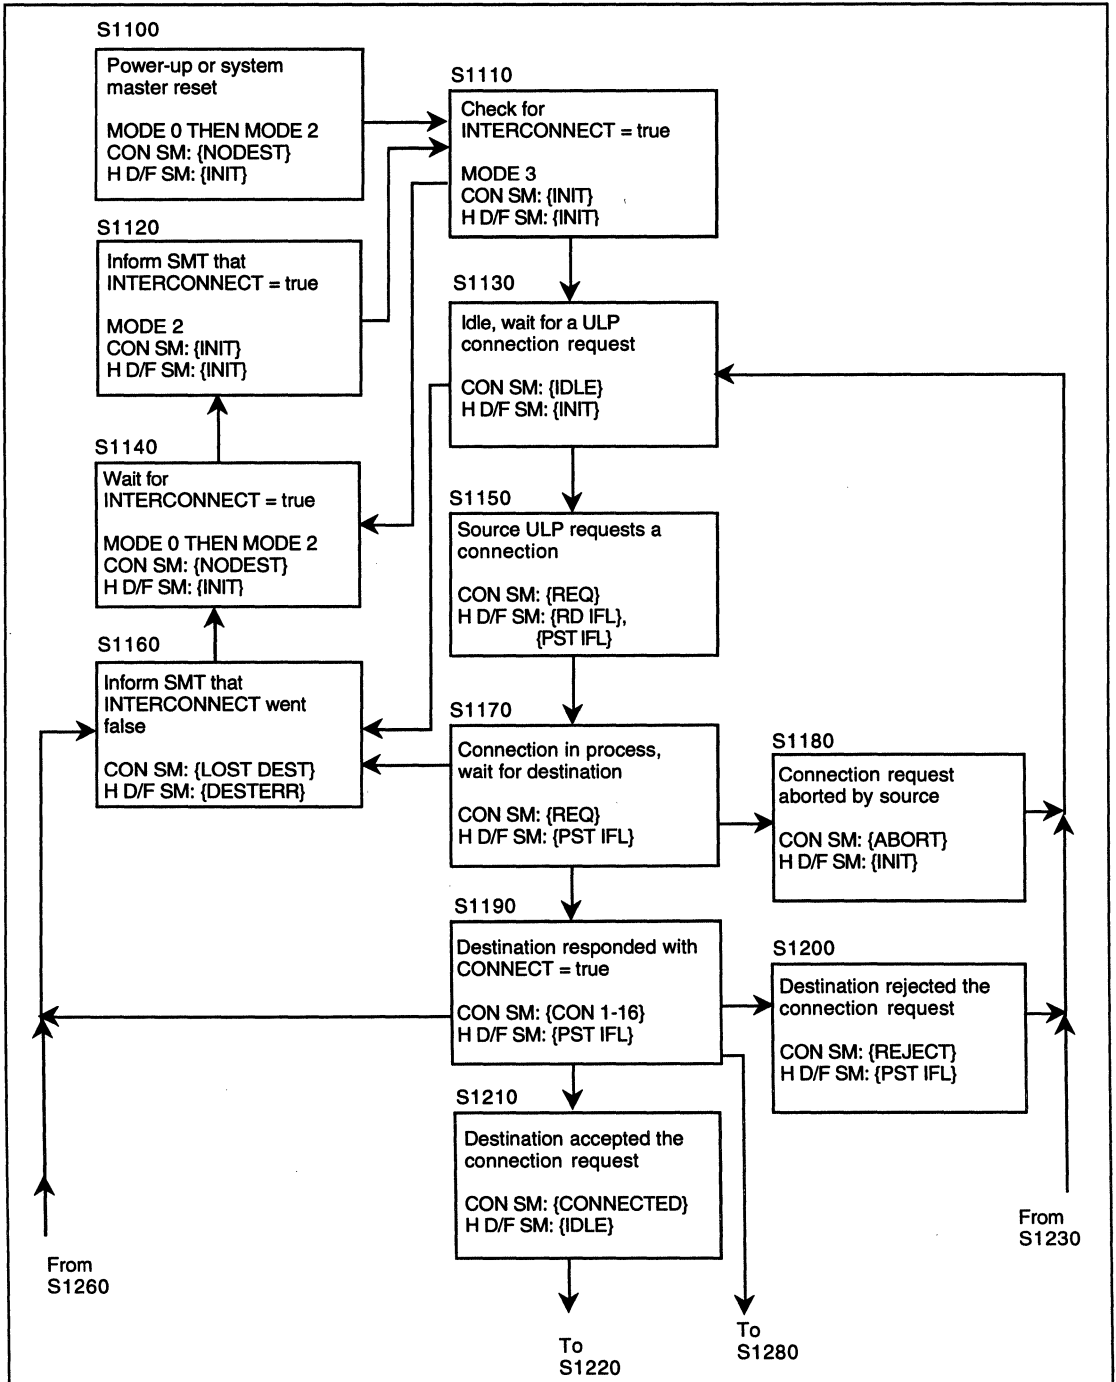 S1100
Power-up or system
master reset
MODE 0 THEN MODE 2
CON SM: {NODEST}
H D/F SM: {INIT}
S1110
Check for
INTERCONNECT = true
MODE 3
CON SM: {INIT}
H D/F SM: {INIT}
S1120
Inform SMT that
INTERCONNECT = true
MODE 2
CON SM: {INIT}
H D/F SM: {INIT}
S1130
Idle, wait for a ULP
connection request
CON SM: {IDLE}
H D/F SM: {INIT}
S1140
Wait for
INTERCONNECT = true
MODE 0 THEN MODE 2
CON SM: {NODEST}
H D/F SM: {INIT}
S1150
Source ULP requests a
connection
CON SM: {REQ}
H D/F SM: {RD IFL},
{PST IFL}
S1160
Inform SMT that
INTERCONNECT went
false
CON SM: {LOST DEST}
H D/F SM: {DESTERR}
S1170
Connection in process,
wait for destination
CON SM: {REQ}
H D/F SM: {PST IFL}
S1180
Connection request
aborted by source
CON SM: {ABORT}
H D/F SM: {INIT}
S1190
Destination responded with
CONNECT = true
CON SM: {CON 1-16}
H D/F SM: {PST IFL}
S1200
Destination rejected the
connection request
CON SM: {REJECT}
H D/F SM: {PST IFL}
S1210
Destination accepted the
connection request
CON SM: {CONNECTED}
H D/F SM: {IDLE}
From
S1260
From
S1230
To
S1220
To
S1280